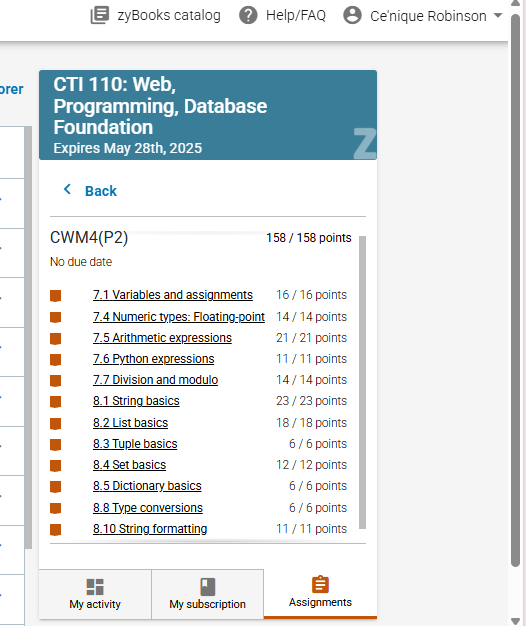 zyBooks catalog
Help/FAQ
Ce'nique Robinson
orer
CTI 110: Web,
Programming, Database
Foundation
Expires May 28th, 2025
Back
CWM4(P2) 158 / 158 points
No due date
7.1 Variables and assignments 16 / 16 points
7.4 Numeric types: Floating-point 14 / 14 points
7.5 Arithmetic expressions 21 / 21 points
7.6 Python expressions 11 / 11 points
7.7 Division and modulo 14 / 14 points
8.1 String basics 23 / 23 points
8.2 List basics 18 / 18 points
8.3 Tuple basics 6 / 6 points
8.4 Set basics 12 / 12 points
8.5 Dictionary basics 6 / 6 points
8.8 Type conversions 6 / 6 points
8.10 String formatting 11 / 11 points
My activity
My subscription
Assignments